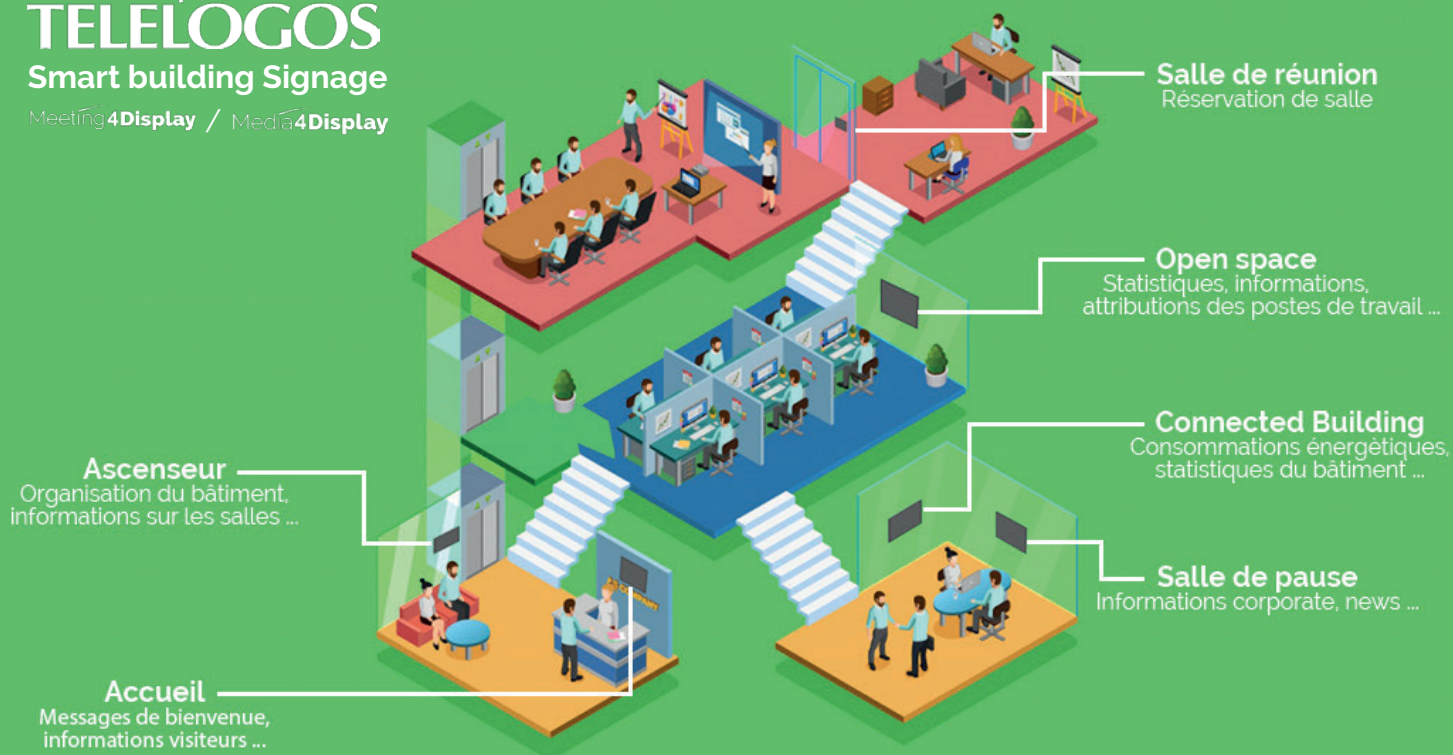 TELELOGOS
Smart building Signage
Meeting4Display / Media4Display
Salle de réunion
Réservation de salle
Open space
Statistiques, informations,
attributions des postes de travail ...
Connected Building
Consommations énergètiques,
statistiques du bâtiment ...
Salle de pause
Informations corporate, news ...
Ascenseur
Organisation du bâtiment,
informations sur les salles ...
Accueil
Messages de bienvenue,
informations visiteurs ...